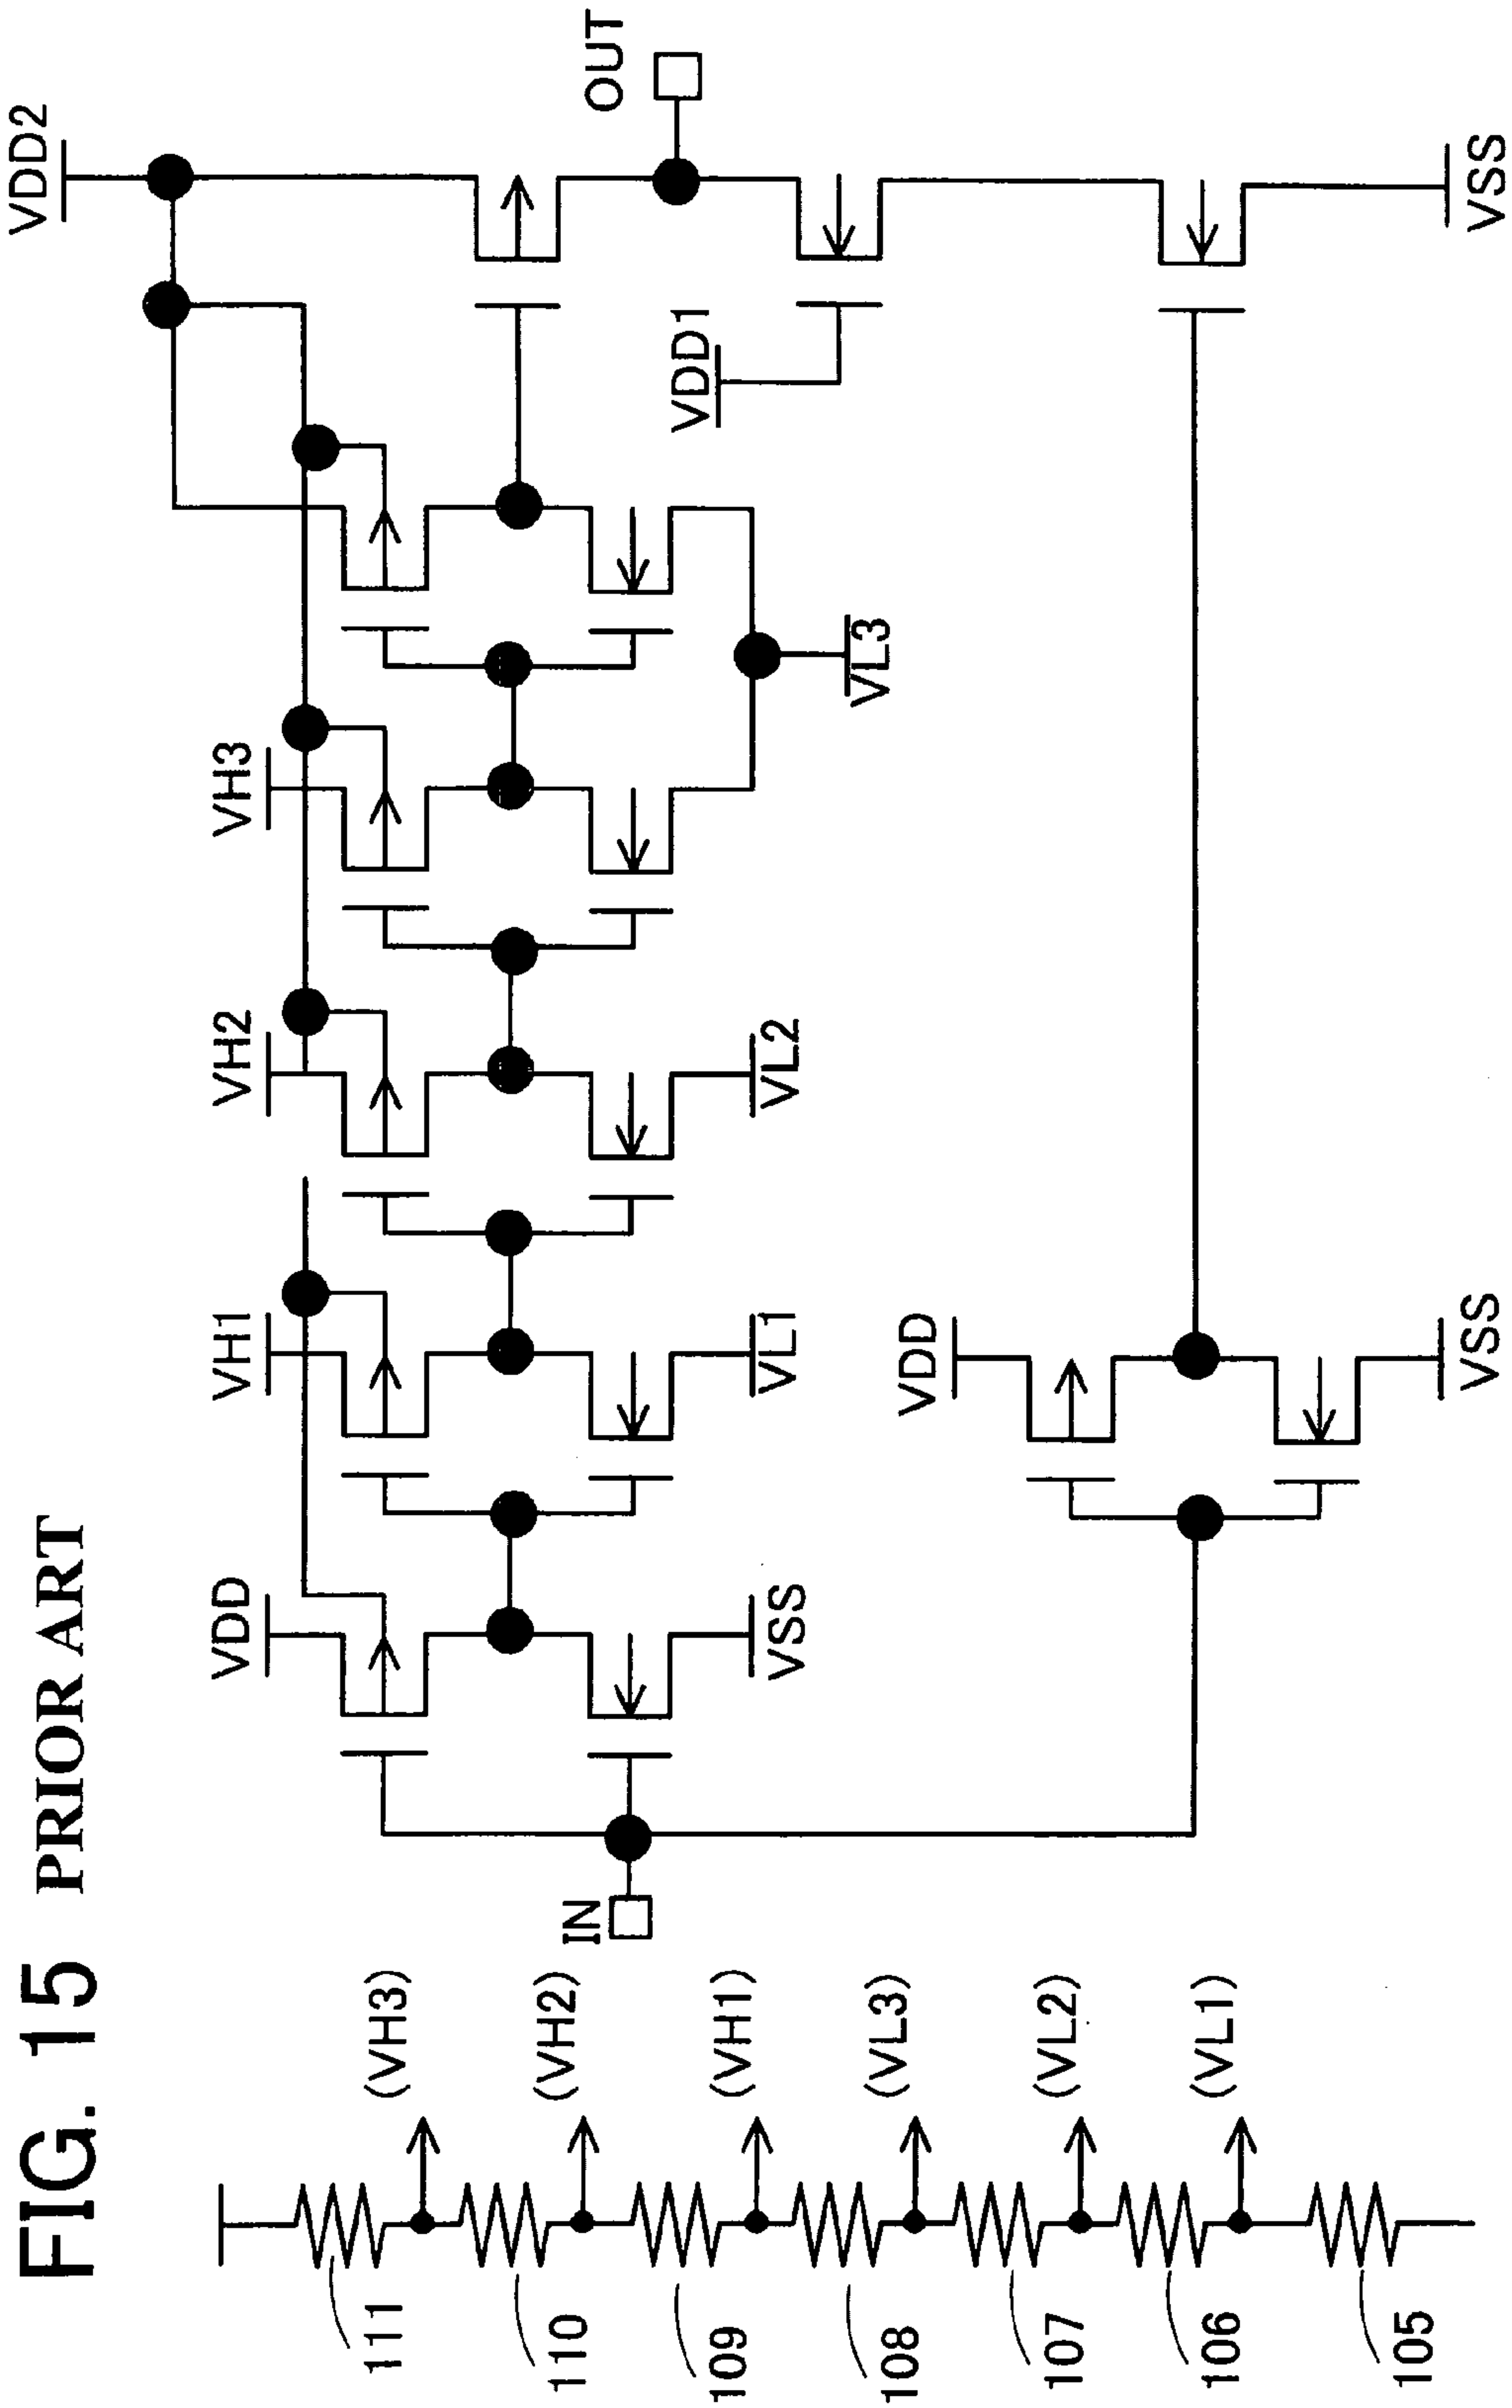 FIG. 15 PRIOR ART
VDD2
OUT
VH3
VH2
VH1
VDD
VDD1
VL3
VL2
VL1
VSS
IN
VDD
VSS
VSS
(VH3)
(VH2)
(VH1)
(VL3)
(VL2)
(VL1)
111
110
109
108
107
106
105